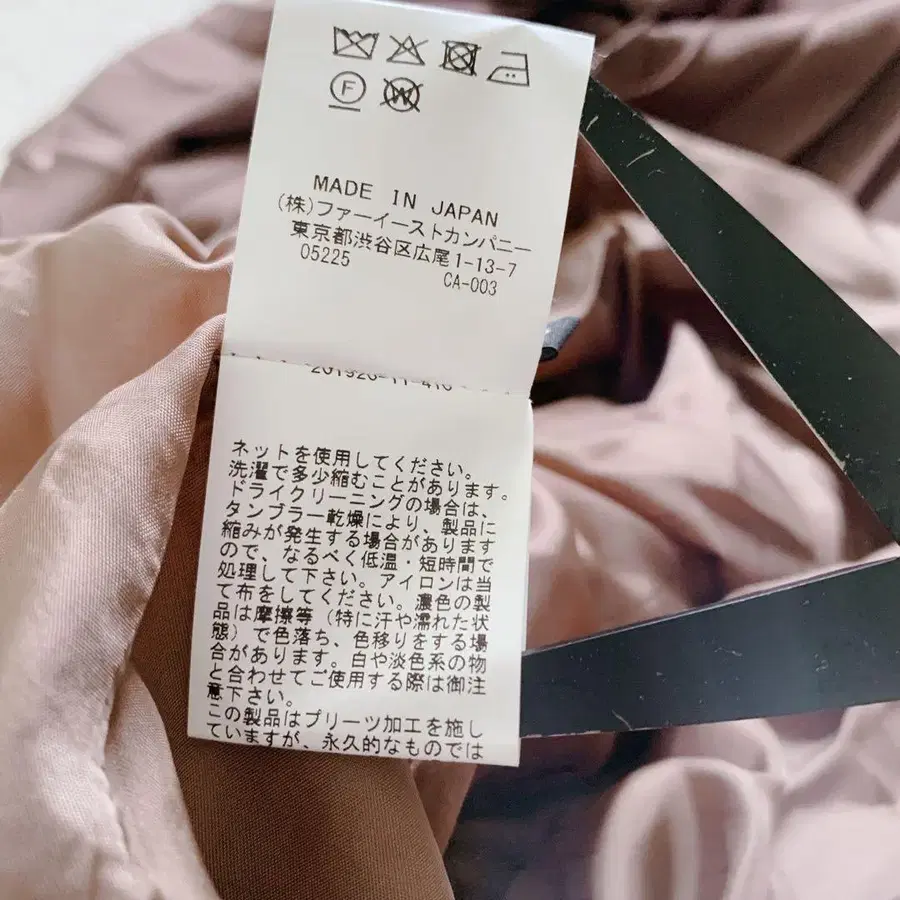 F
W
MADE IN JAPAN
(株)ファーイーストカンパニー
東京都渋谷区広尾1-13-7
05225
CA-003
ネットを使用してください。
洗濯で多少縮むことがあります。
ドライクリーニングの場合は、
タンブラー乾燥により、製品に
縮みが発生する場合があります
ので、なるべく低温・短時間で
処理して下さい。アイロンは当
て布をしてください。濃色の製
品は摩擦等（特に汗や濡れた状
態）で色落ち、色移りをする場
合があります。白や淡色系の物
と合わせてご使用する際は御注
意下さい。
この製品はプリーツ加工を施し
ていますが、永久的なものでは